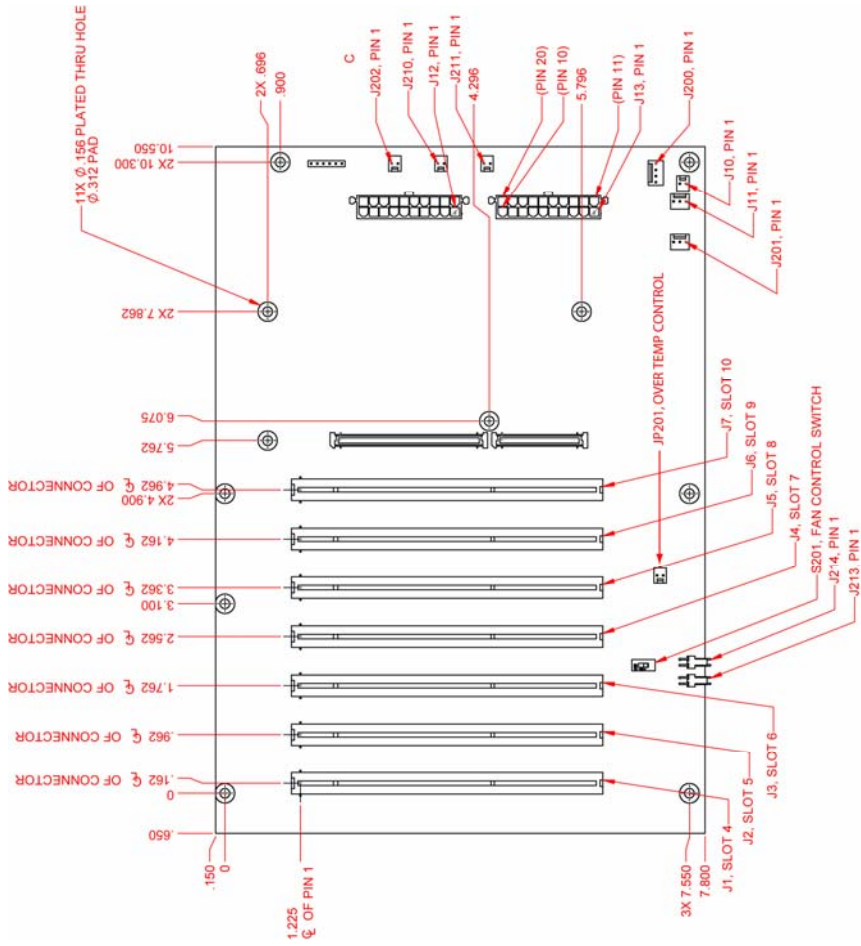 11X Ø.156 PLATED THRU HOLE
Ø.312 PAD
2X .696
.900
C
J202, PIN 1
J210, PIN 1
J12, PIN 1
J211, PIN 1
4.296
(PIN 20)
(PIN 10)
5.796
(PIN 11)
J13, PIN 1
J200, PIN 1
10.550
2X 10.300
2X 7.862
6.075
5.762
4.962 ℄ OF CONNECTOR
2X 4.900
4.162 ℄ OF CONNECTOR
3.362 ℄ OF CONNECTOR
3.100
2.562 ℄ OF CONNECTOR
1.762 ℄ OF CONNECTOR
.962 ℄ OF CONNECTOR
.162 ℄ OF CONNECTOR
0
.650
.150
0
1.225
℄ OF PIN 1
3X 7.550
7.800
J10, PIN 1
J11, PIN 1
J201, PIN 1
JP201, OVER TEMP CONTROL
J7, SLOT 10
J6, SLOT 9
J5, SLOT 8
J4, SLOT 7
S201, FAN CONTROL SWITCH
J214, PIN 1
J213, PIN 1
J3, SLOT 6
J2, SLOT 5
J1, SLOT 4